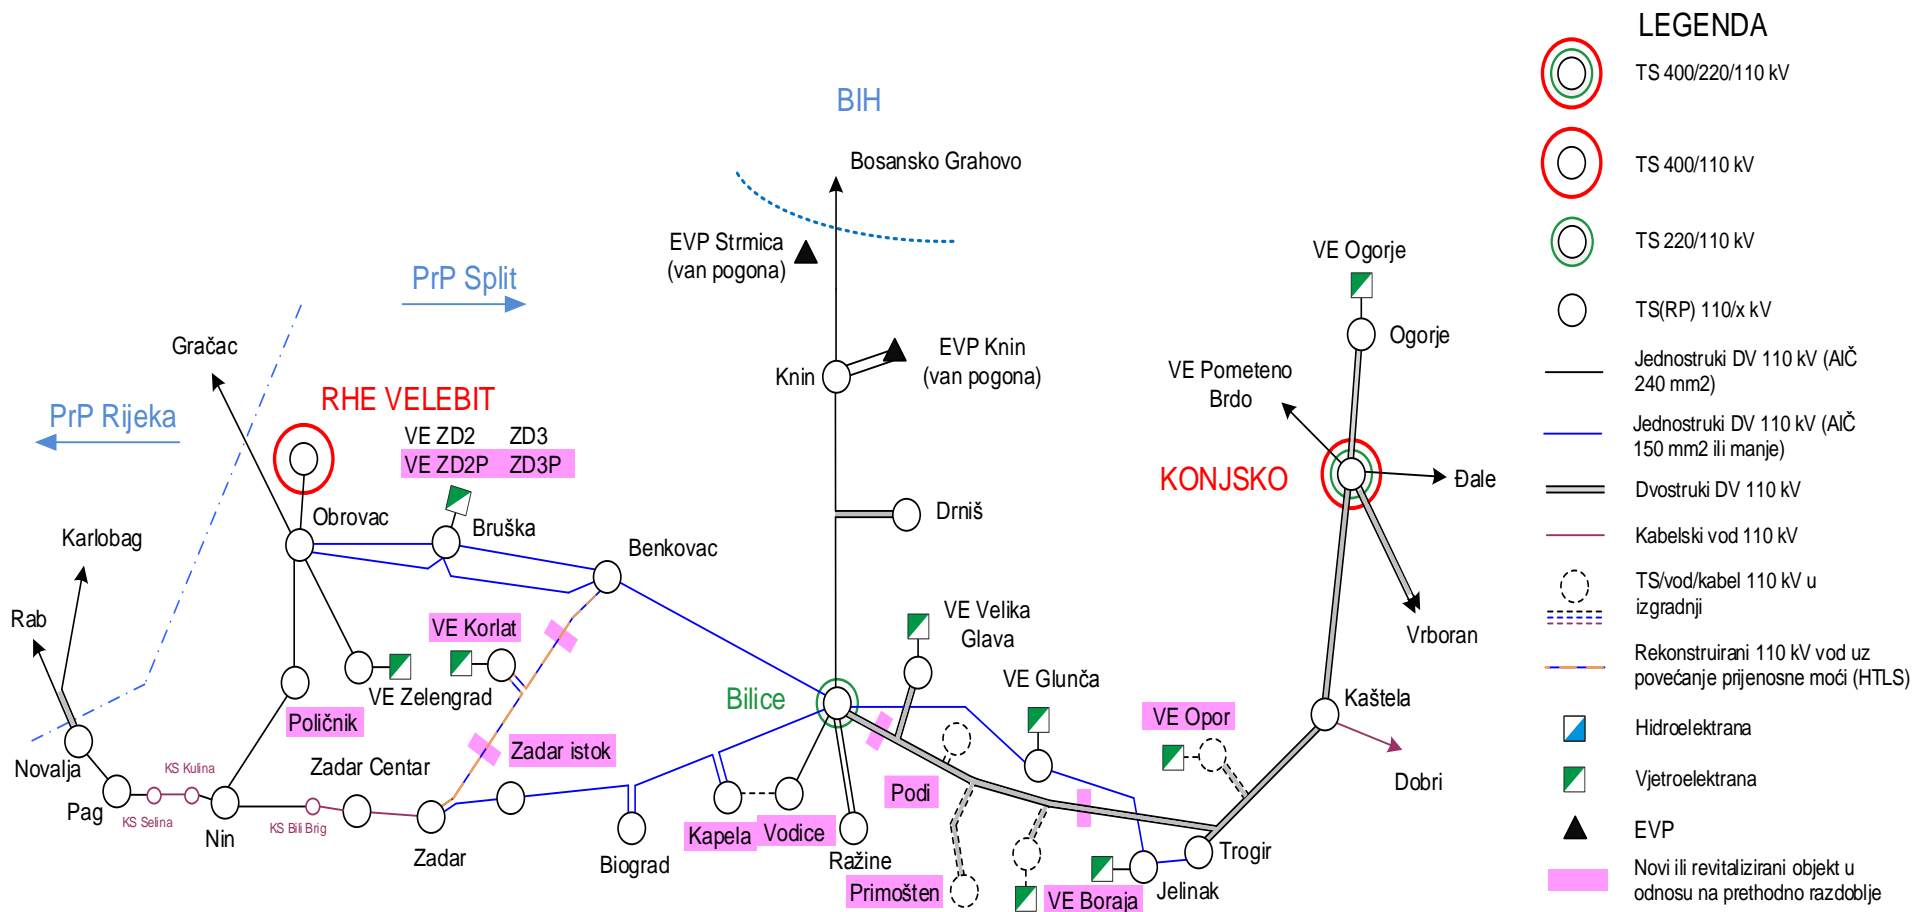 LEGENDA
TS 400/220/110 kV
TS 400/110 kV
TS 220/110 kV
TS(RP) 110/x kV
Jednostruki DV 110 kV (AlČ
240 mm2)
Jednostruki DV 110 kV (AlČ
150 mm2 ili manje)
Dvostruki DV 110 kV
Kabelski vod 110 kV
TS/vod/kabel 110 kV u
izgradnji
Rekonstruirani 110 kV vod uz
povećanje prijenosne moći (HTLS)
Hidroelektrana
Vjetroelektrana
EVP
Novi ili revitalizirani objekt u
odnosu na prethodno razdoblje
BIH
Bosansko Grahovo
EVP Strmica
(van pogona)
PrP Split
PrP Rijeka
Gračac
RHE VELEBIT
VE ZD2 ZD3
VE ZD2P ZD3P
Knin
EVP Knin
(van pogona)
VE Ogorje
Ogorje
VE Pometeno
Brdo
KONJSKO
Đale
Vrboran
Drniš
Obrovac
Bruška
Benkovac
Karlobag
Rab
VE Korlat
VE Zelengrad
Poličnik
VE Velika
Glava
VE Glunča
Bilice
VE Opor
Kaštela
Dobri
Novalja
Pag
KS Kulina
KS Selina
Nin
KS Bili Brig
Zadar Centar
Zadar istok
Zadar
Biograd
Kapela
Vodice
Ražine
Podi
Primošten
VE Boraja
Jelinak
Trogir